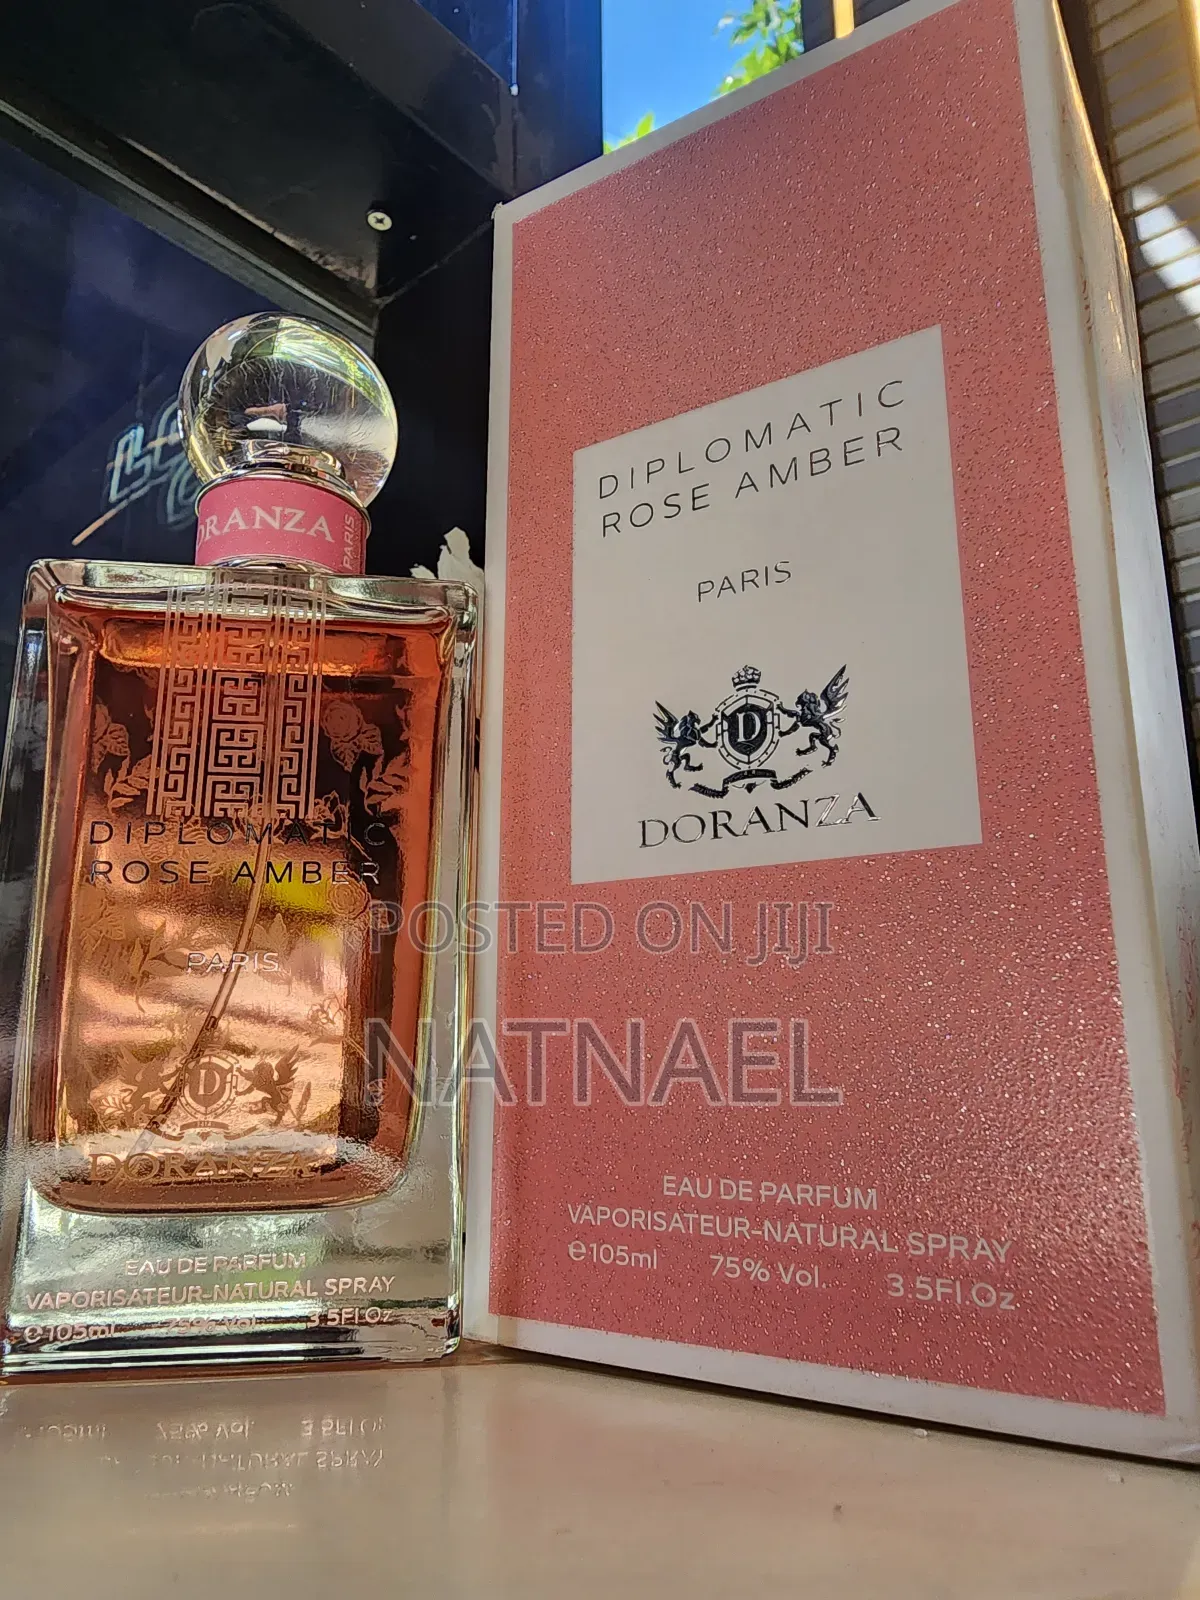 DORANZA
PARIS
DIPLOMATIC
ROSE AMBER
PARIS
D
DORANZA
EAU DE PARFUM
VAPORISATEUR-NATURAL SPRAY
℮105ml 75% Vol. 3.5Fl.Oz
DIPLOMATIC
ROSE AMBER
PARIS
D
DORANZA
EAU DE PARFUM
VAPORISATEUR-NATURAL SPRAY
℮105ml 75% Vol. 3.5Fl.Oz
POSTED ON JIJI
NATNAEL